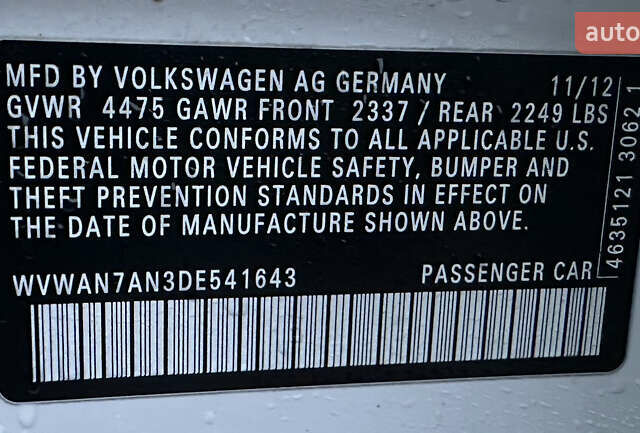 auto
MFD BY VOLKSWAGEN AG GERMANY 11/12
GVWR 4475 GAWR FRONT 2337 / REAR 2249 LBS
THIS VEHICLE CONFORMS TO ALL APPLICABLE U.S.
FEDERAL MOTOR VEHICLE SAFETY, BUMPER AND
THEFT PREVENTION STANDARDS IN EFFECT ON
THE DATE OF MANUFACTURE SHOWN ABOVE.
WVWAN7AN3DE541643 PASSENGER CAR
4635121 30621